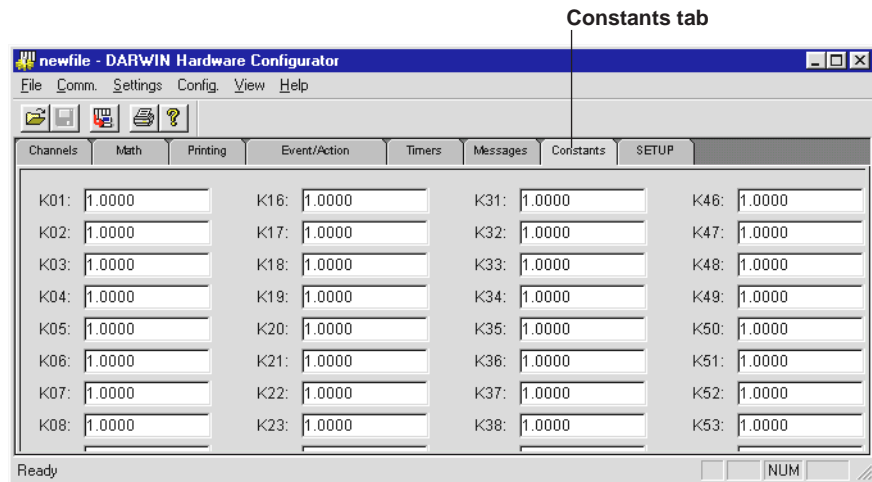 Constants tab
newfile - DARWIN Hardware Configurator
File Comm. Settings Config. View Help
Channels Math Printing Event/Action Timers Messages Constants SETUP
K01: 1.0000 K16: 1.0000 K31: 1.0000 K46: 1.0000
K02: 1.0000 K17: 1.0000 K32: 1.0000 K47: 1.0000
K03: 1.0000 K18: 1.0000 K33: 1.0000 K48: 1.0000
K04: 1.0000 K19: 1.0000 K34: 1.0000 K49: 1.0000
K05: 1.0000 K20: 1.0000 K35: 1.0000 K50: 1.0000
K06: 1.0000 K21: 1.0000 K36: 1.0000 K51: 1.0000
K07: 1.0000 K22: 1.0000 K37: 1.0000 K52: 1.0000
K08: 1.0000 K23: 1.0000 K38: 1.0000 K53: 1.0000
Ready NUM